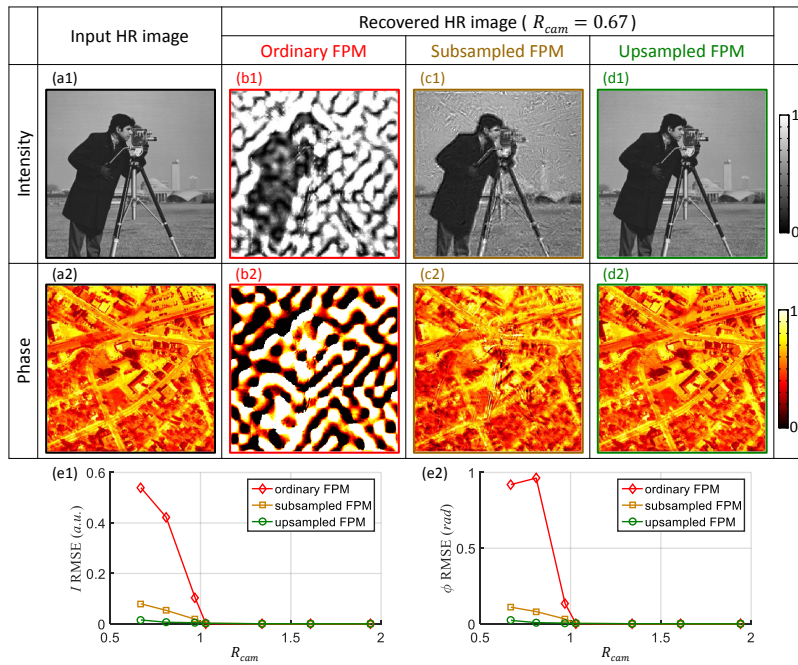 Input HR image
Recovered HR image ( R_cam = 0.67)
Ordinary FPM
Subsampled FPM
Upsampled FPM
Intensity
(a1)
(b1)
(c1)
(d1)
1
0
Phase
(a2)
(b2)
(c2)
(d2)
1
0
(e1)
0.6
0.4
0.2
0
I RMSE (a.u.)
ordinary FPM
subsampled FPM
upsampled FPM
0.5
1
1.5
2
R_cam
(e2)
1
0.5
0
ϕ RMSE (rad)
ordinary FPM
subsampled FPM
upsampled FPM
0.5
1
1.5
2
R_cam